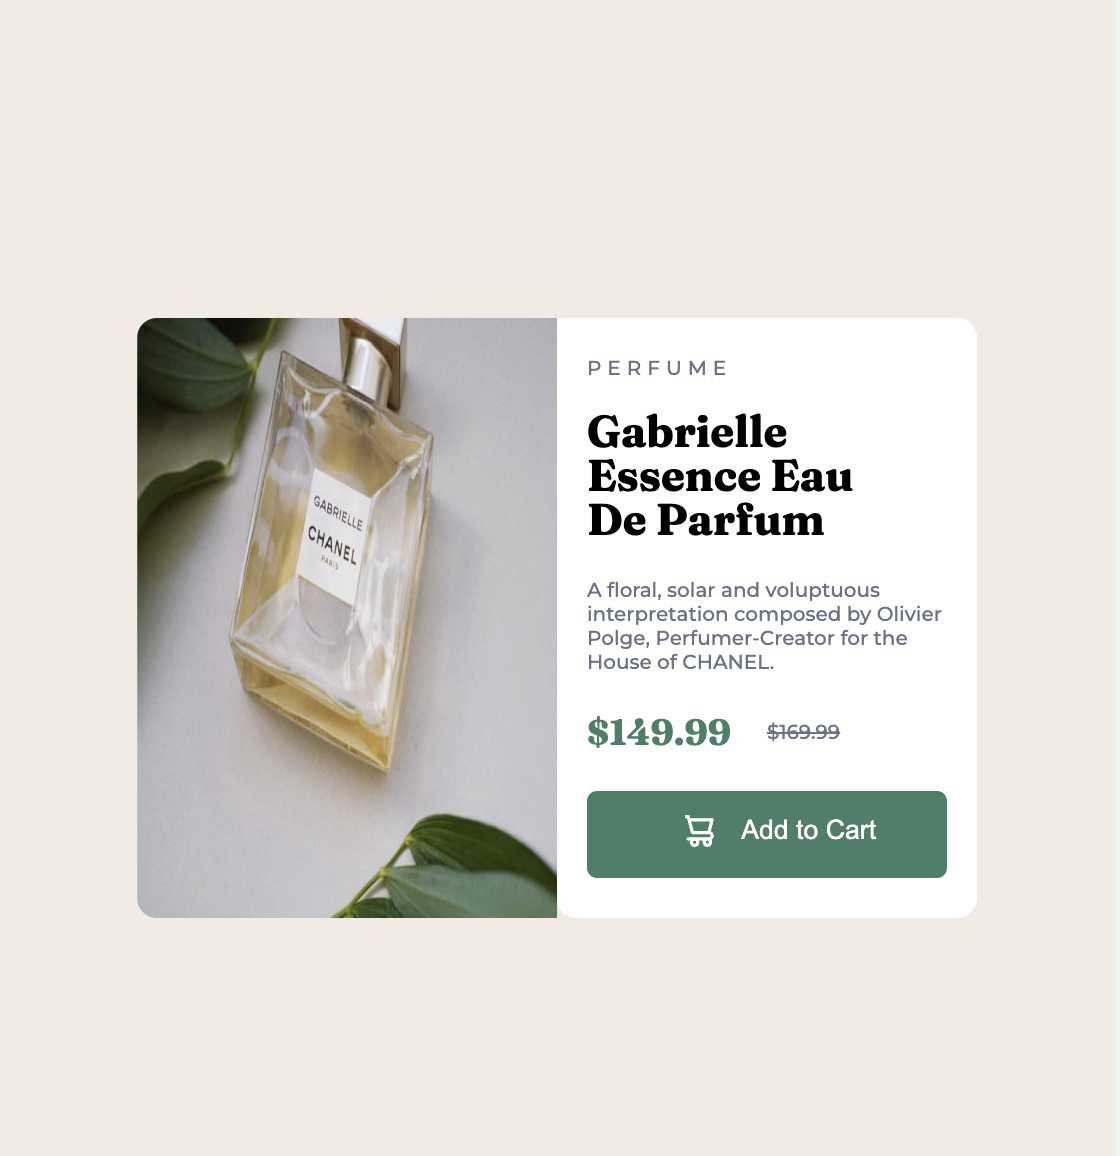 GABRIELLE
CHANEL
PARIS
PERFUME
Gabrielle
Essence Eau
De Parfum
A floral, solar and voluptuous
interpretation composed by Olivier
Polge, Perfumer-Creator for the
House of CHANEL.
$149.99 $169.99
Add to Cart